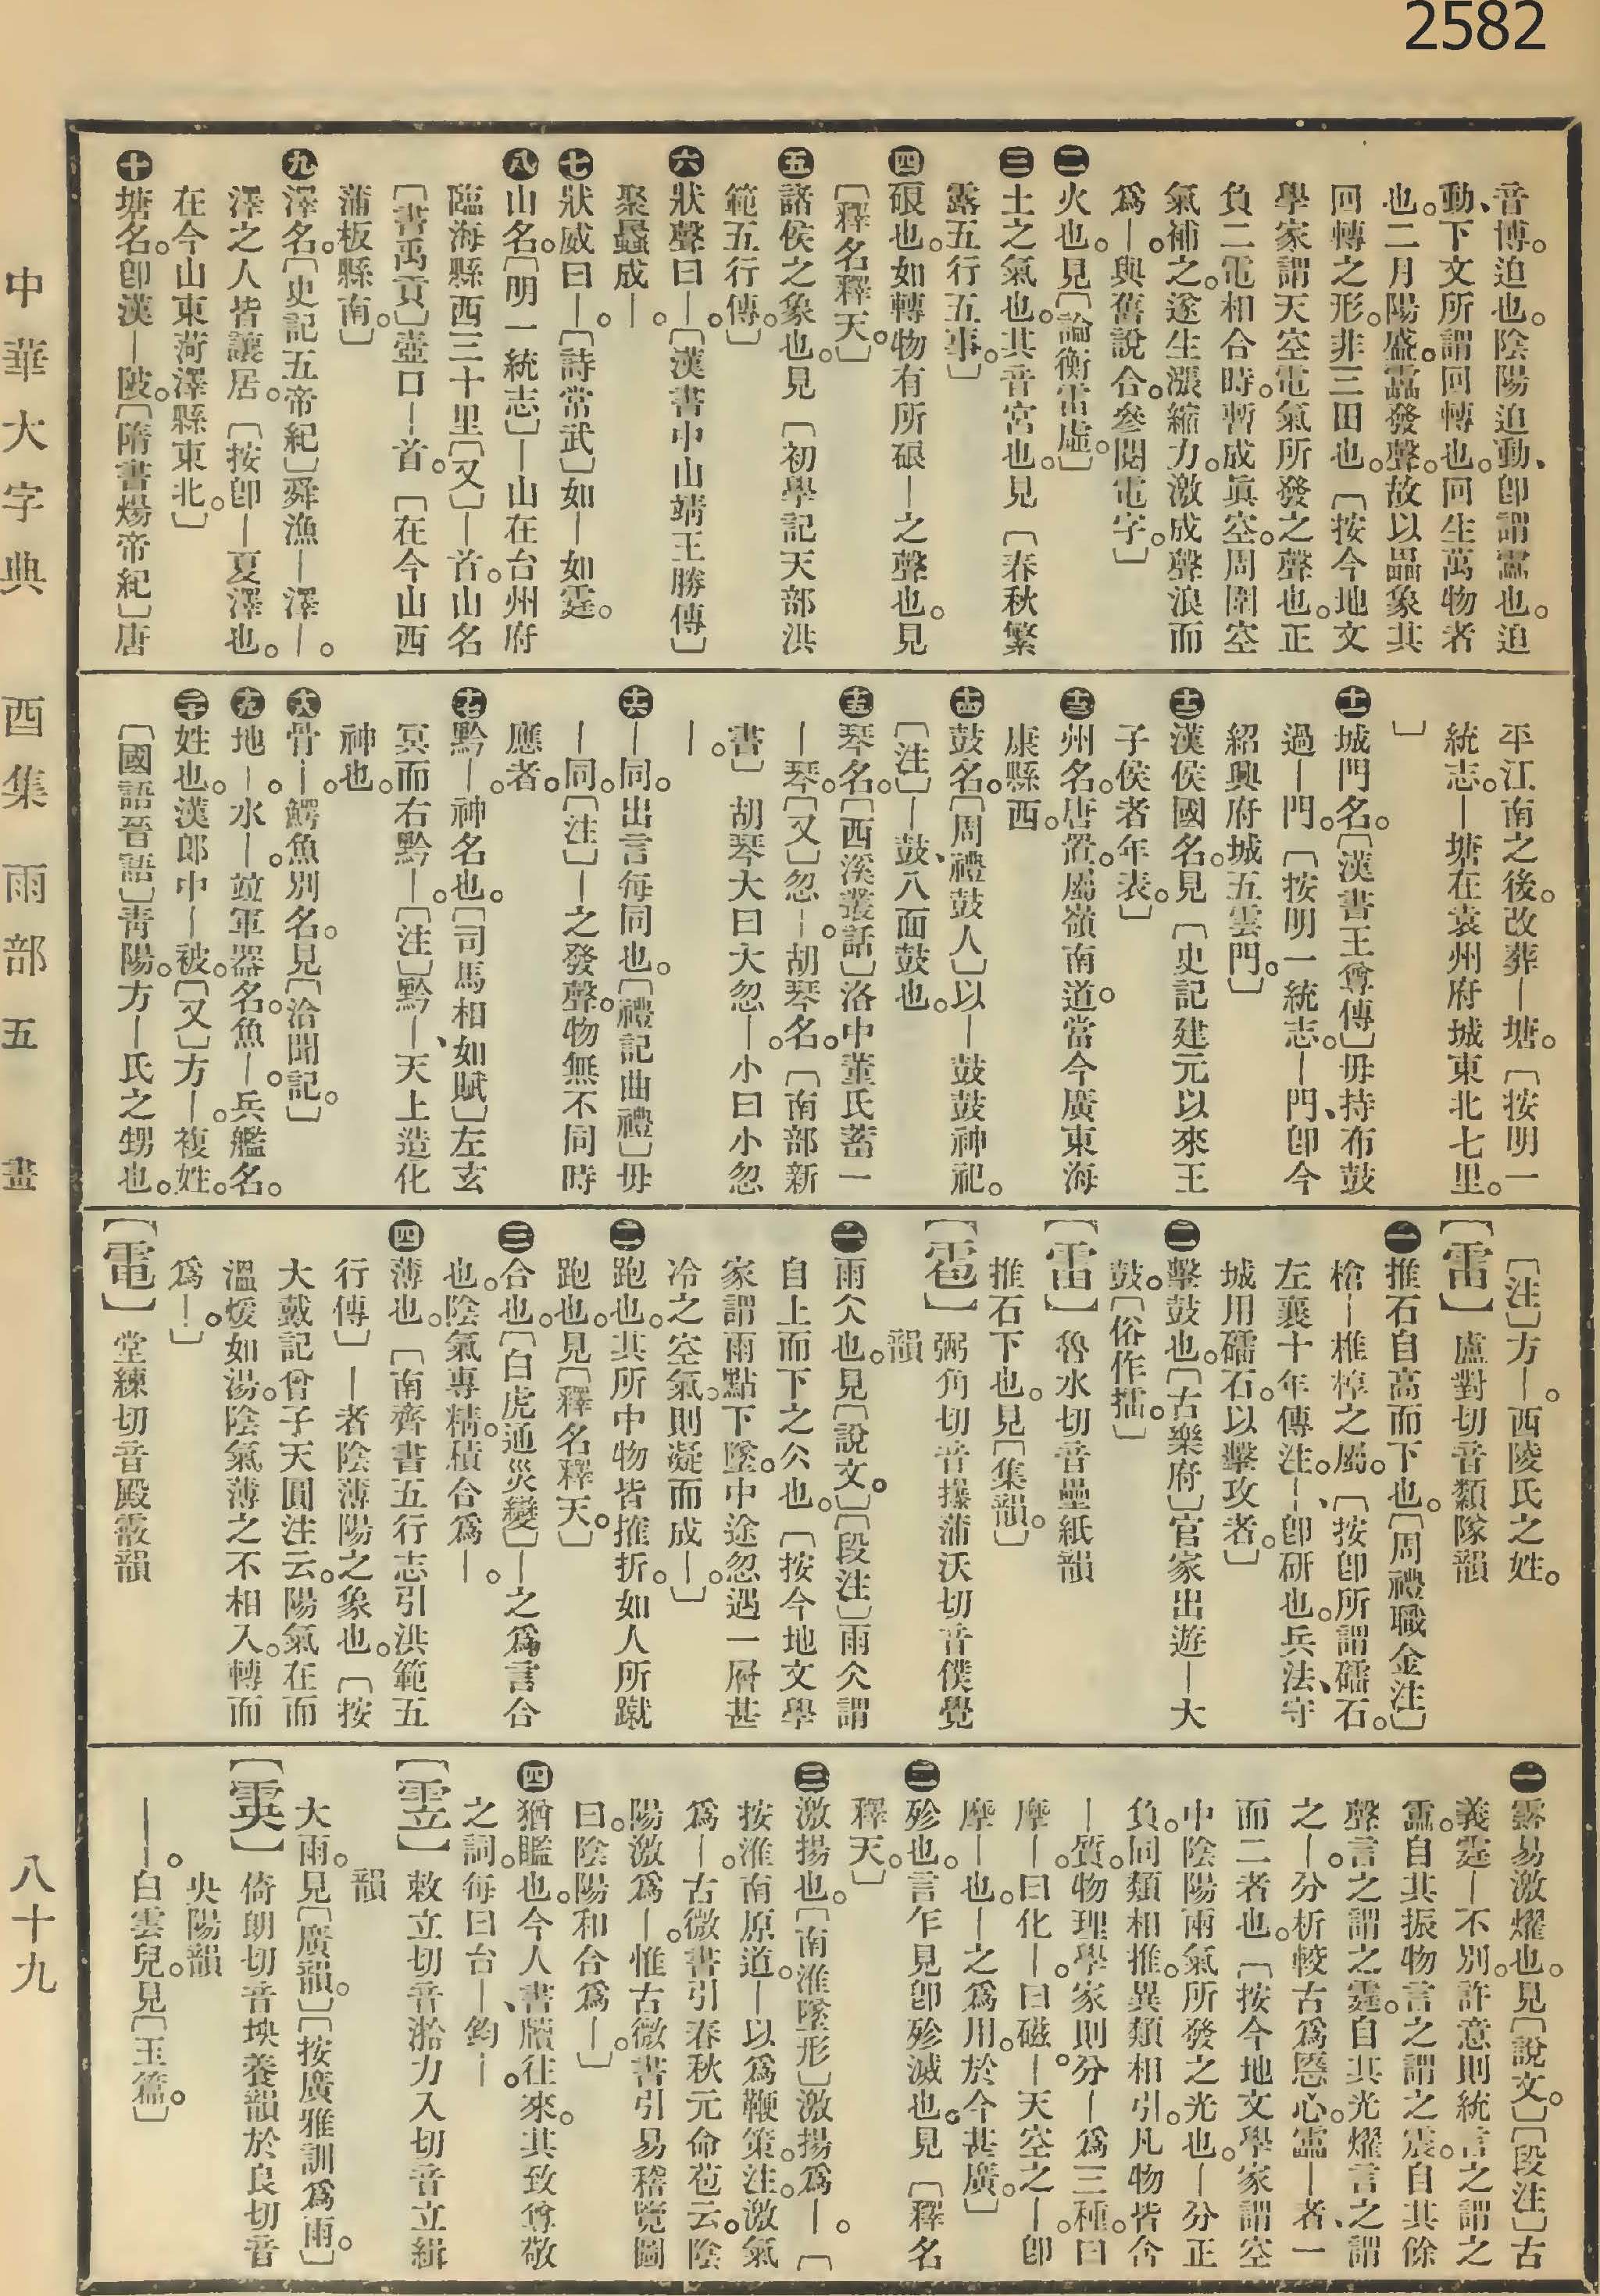 2582
音博。迫也。陰陽迫動、卽謂靁也。迫
動、下文所謂回轉也。回生萬物者
也。二月陽盛。靁發聲。故以畾象其
回轉之形。非三田也。〔按今地文
學家謂天空電氣所發之聲也。正
負二電相合時。暫成眞空。周圍空
氣補之。遂生漲縮力。激成聲浪而
爲—。與舊說合。參閱電字。〕
㊁火也。見〔論衡雷虛。〕
㊂土之氣也。其音宮也。見〔春秋繁
露五行五事。〕
㊃硠也。如轉物有所硠—之聲也。見
〔釋名釋天。〕
㊄諸侯之象也。見〔初學記天部洪
範五行傳。〕
㊅狀聲曰—。〔漢書中山靖王勝傳〕
聚蟁成—。
㊆狀威曰—。〔詩常武〕如—如霆。
㊇山名。〔明一統志〕—山在台州府
臨海縣西三十里〔又〕—首。山名
〔書禹貢〕壺口—首。〔在今山西
蒲板縣南。〕
㊈澤名。〔史記五帝紀〕舜漁—澤—。
澤之人皆讓居。〔按卽—夏澤也。
在今山東菏澤縣東北。〕
㊉塘名。卽漢—陂。〔隋書煬帝紀〕唐
平江南之後。改葬—塘。〔按明一
統志。—塘在袁州府城東北七里。
〕
十一城門名。〔漢書王尊傳〕毋持布鼓
過—門。〔按明一統志。—門、卽今
紹興府城五雲門。〕
十二漢侯國名。見〔史記建元以來王
子侯者年表。〕
十三州名。唐置。屬嶺南道。當今廣東海
康縣西。
十四鼓名。〔周禮鼓人〕以—鼓鼓神祀。
〔注〕—鼓、八面鼓也。
十五琴名。〔西溪叢話〕洛中董氏蓄一
—琴。〔又〕忽—。胡琴名。〔南部新
書〕胡琴大曰大忽—小曰小忽
—。
十六—同。出言每同也。〔禮記曲禮〕毋
—同。〔注〕—之發聲。物無不同時
應者。
十七黔—神名也。〔司馬相如賦〕左玄
冥而右黔—。〔注〕黔—、天上造化
神也。
十八骨—。鰐魚別名。見〔洽聞記。〕
十九地—。水—。竝軍器名。魚—。兵艦名。
二十姓也。漢郎中—被。〔又〕方—。複姓。
〔國語晉語〕靑陽。方—氏之甥也。
〔注〕方—。西陵氏之姓。
【䨓】盧對切音類隊韻
㊀推石自高而下也。〔周禮職金注〕
槍—椎椁之屬。〔按卽所謂礌石。
左襄十年傳注。—、卽研也。兵法、守
城用礌石。以擊攻者。〕
㊁擊鼓也。〔古樂府〕官家出遊—大
鼓。〔俗作擂。〕
【䨓】魯水切音壘紙韻
推石下也。見〔集韻。〕
【雹】弼角切音㩧蒲沃切音僕覺
韻
㊀雨仌也。見〔說文。〕〔段注〕雨仌謂
自上而下之仌也。〔按今地文學
家謂雨點下墜。中途忽遇一層甚
冷之空氣。則凝而成—。〕
㊁跑也。其所中物皆摧折。如人所蹴
跑也。見〔釋名釋天。〕
㊂合也。〔白虎通災變〕—之爲言合
也。陰氣專精。積合爲—。
㊃薄也。〔南齊書五行志引洪範五
行傳〕—者陰薄陽之象也。〔按
大戴記曾子天圓注云。陽氣在而
溫煖如湯。陰氣薄之不相入。轉而
爲—。〕
【電】堂練切音殿霰韻
㊀霒易激燿也。見〔說文。〕〔段注〕古
義霆—不別。許意則統言之謂之
靁。自其振物言之謂之震。自其餘
聲言之謂之霆。自其光燿言之謂
之—。分析較古爲愿心。靁—者、一
而二者也。〔按今地文學家謂空
中陰陽兩氣所發之光也。—分正
負。同類相推。異類相引。凡物皆含
—質。物理學家則分—爲三種。曰
摩—。曰化—。曰磁—。天空之—卽
摩—也。—之爲用。於今甚廣。〕
㊁殄也。言乍見卽殄滅也。見〔釋名
釋天。〕
㊂激揚也。〔南淮墜形〕激揚爲—。〔
按淮南原道。—以爲鞭策。注。激氣
爲—。古微書引春秋元命苞云。陰
陽激爲—。惟古微書引易稽覽圖
曰。陰陽和合爲—。〕
㊃猶鑑也。今人書牘往來。其致尊敬
之詞。每曰台—、鈞—。
【䨮】敕立切音湁力入切音立緝
韻
大雨。見〔廣韻。〕〔按廣雅訓爲雨。〕
【霙】倚朗切音坱養韻於良切音
央陽韻
——。白雲皃。見〔玉篇。〕
中華大字典 酉集 雨部 五畫 八十九